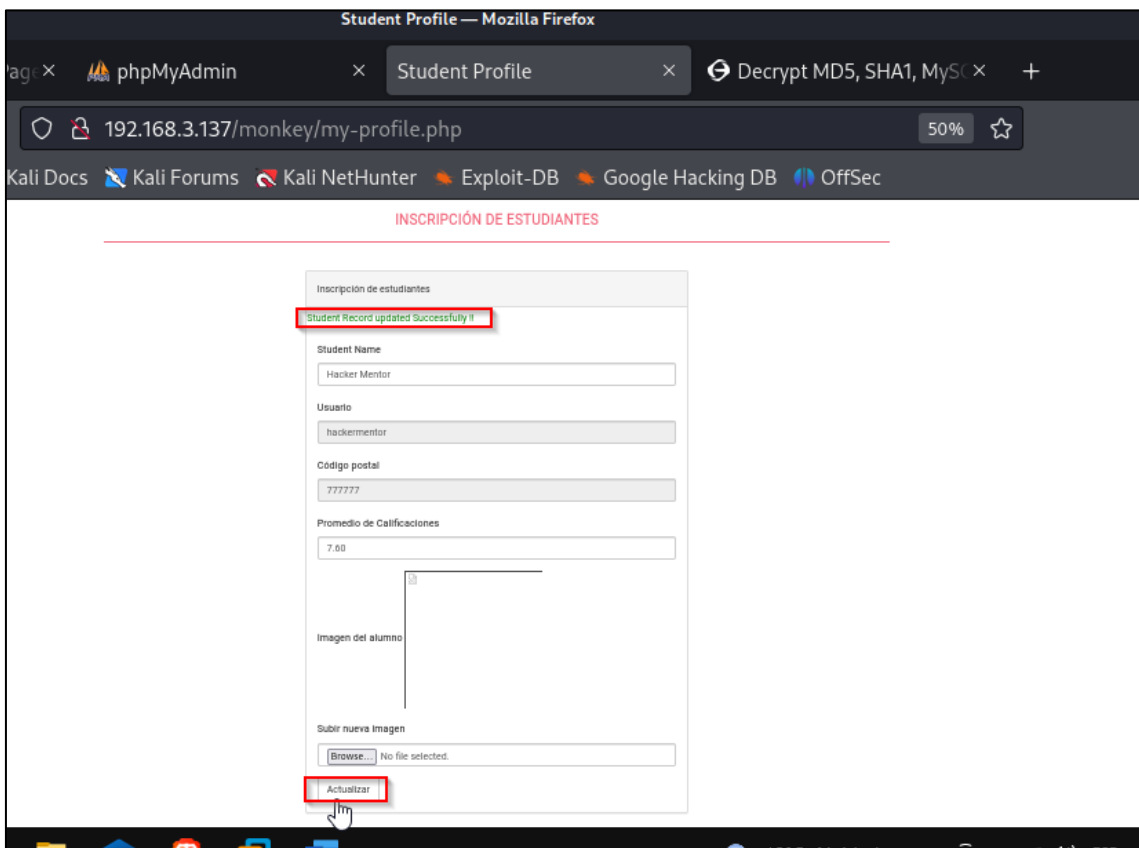 Student Profile — Mozilla Firefox
Page
phpMyAdmin
Student Profile
Decrypt MD5, SHA1, MySC
192.168.3.137/monkey/my-profile.php
50%
Kali Docs Kali Forums Kali NetHunter Exploit-DB Google Hacking DB OffSec
INSCRIPCIÓN DE ESTUDIANTES
Inscripción de estudiantes
Student Record updated Successfully !!
Student Name
Hacker Mentor
Usuario
hackermentor
Código postal
777777
Promedio de Calificaciones
7.60
Imagen del alumno
Subir nueva imagen
Browse... No file selected.
Actualizar